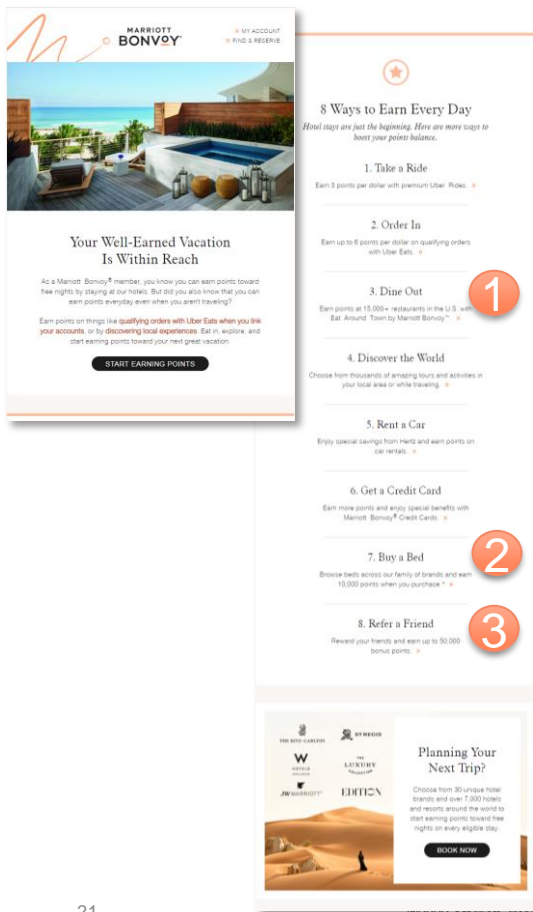 MARRIOTT
BONVOY
MY ACCOUNT
FIND & RESERVE
Your Well-Earned Vacation
Is Within Reach
As a Marriott Bonvoy® member, you know you can earn points toward
free nights by staying at our hotels. But did you also know that you can
earn points everyday even when you aren't traveling?
Earn points on things like qualifying orders with Uber Eats when you link
your accounts, or by discovering local experiences. Eat in, explore, and
start earning points toward your next great vacation.
START EARNING POINTS
8 Ways to Earn Every Day
Hotel stays are just the beginning. Here are more ways to
boost your points balance.
1. Take a Ride
Earn 3 points per dollar with premium Uber Rides. »
2. Order In
Earn up to 6 points per dollar on qualifying orders
with Uber Eats. »
3. Dine Out
1
Earn points at 15,000+ restaurants in the U.S. with
Eat Around Town by Marriott Bonvoy™ »
4. Discover the World
Choose from thousands of amazing tours and activities in
your local area or while traveling. »
5. Rent a Car
Enjoy special savings from Hertz and earn points on
car rentals. »
6. Get a Credit Card
Earn more points and enjoy special benefits with
Marriott Bonvoy® Credit Cards. »
7. Buy a Bed
2
Browse beds across our family of brands and earn
10,000 points when you purchase.* »
8. Refer a Friend
3
Reward your friends and earn up to 50,000
bonus points. »
THE RITZ-CARLTON
ST REGIS
W
HOTELS
THE
LUXURY
COLLECTION
JW MARRIOTT
EDITION
Planning Your
Next Trip?
Choose from 30 unique hotel
brands and over 7,000 hotels
and resorts around the world to
start earning points toward free
nights on every eligible stay.
BOOK NOW
21